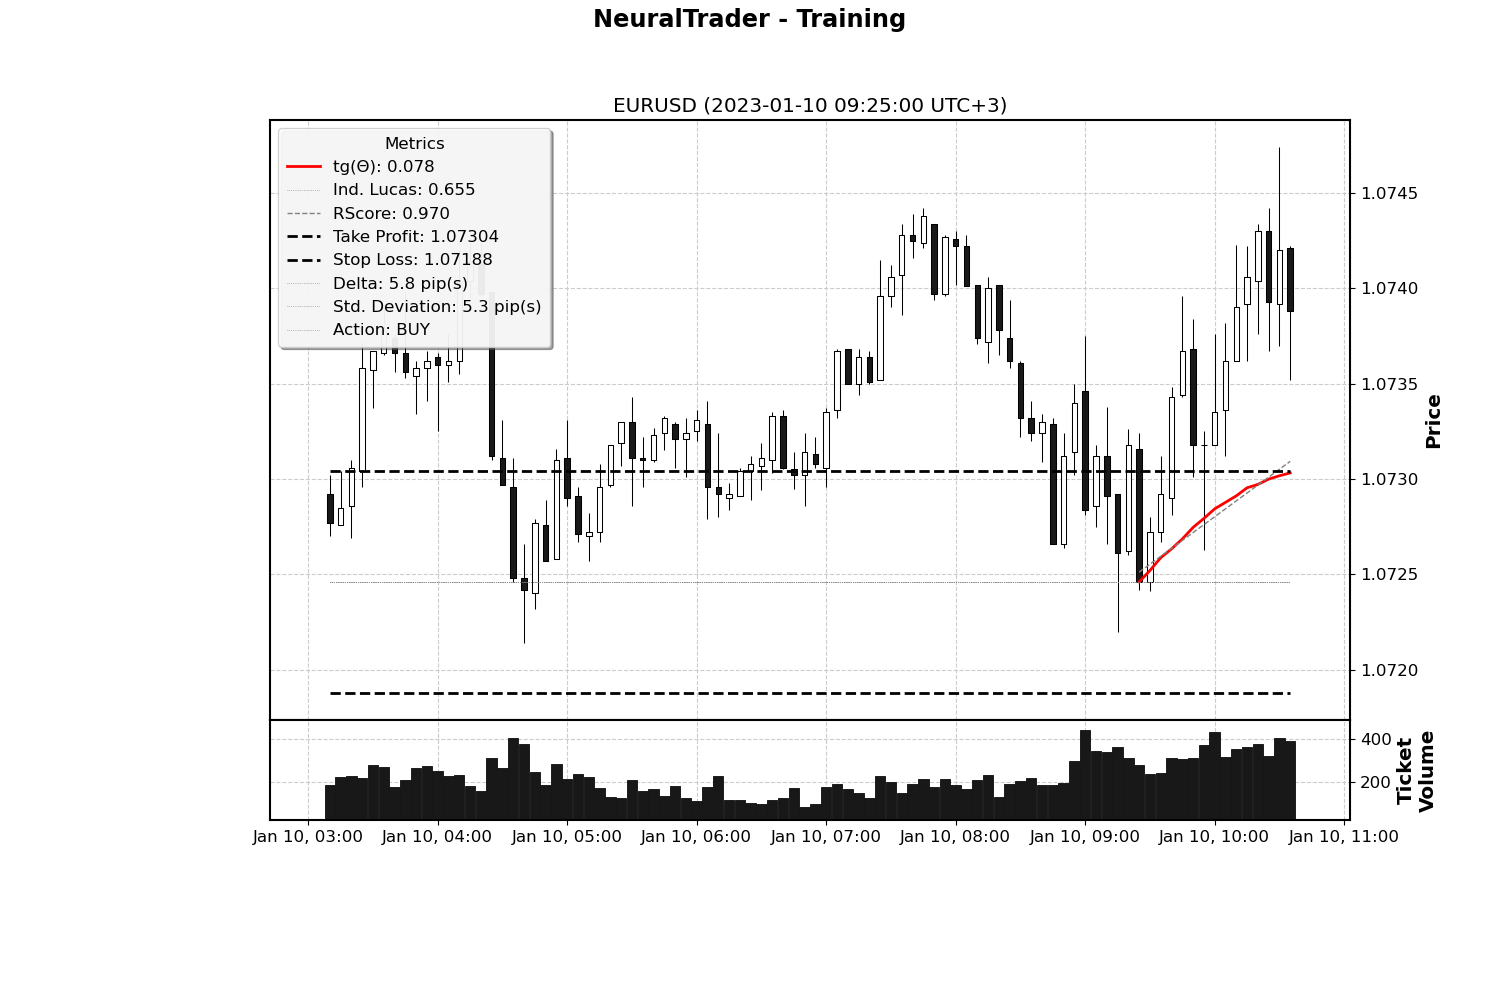 NeuralTrader - Training
EURUSD (2023-01-10 09:25:00 UTC+3)
Metrics
tg(Θ): 0.078
Ind. Lucas: 0.655
RScore: 0.970
Take Profit: 1.07304
Stop Loss: 1.07188
Delta: 5.8 pip(s)
Std. Deviation: 5.3 pip(s)
Action: BUY
1.0745
1.0740
1.0735
1.0730
1.0725
1.0720
Price
400
200
Ticket
Volume
Jan 10, 03:00
Jan 10, 04:00
Jan 10, 05:00
Jan 10, 06:00
Jan 10, 07:00
Jan 10, 08:00
Jan 10, 09:00
Jan 10, 10:00
Jan 10, 11:00